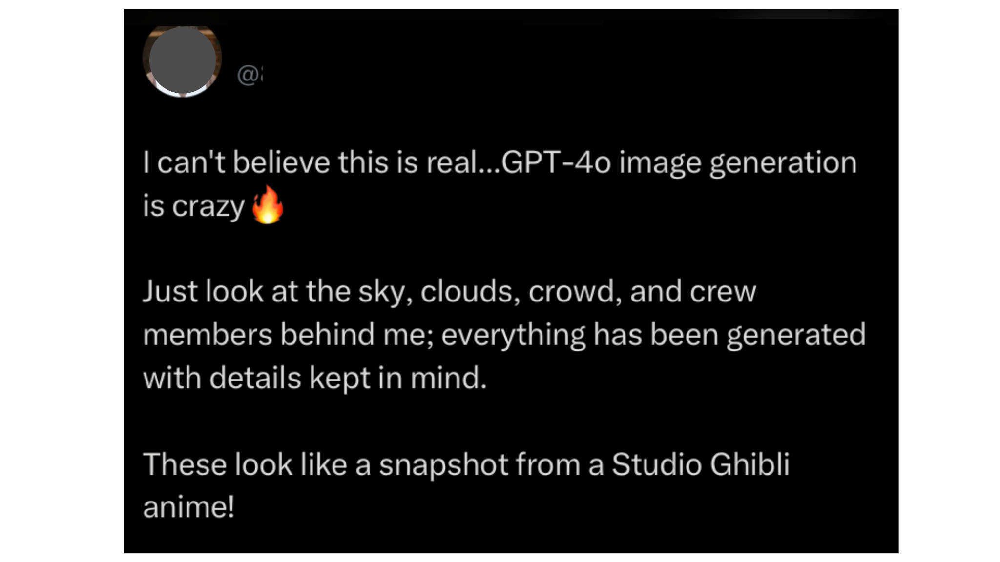 @
I can't believe this is real...GPT-4o image generation
is crazy 🔥
Just look at the sky, clouds, crowd, and crew
members behind me; everything has been generated
with details kept in mind.
These look like a snapshot from a Studio Ghibli
anime!